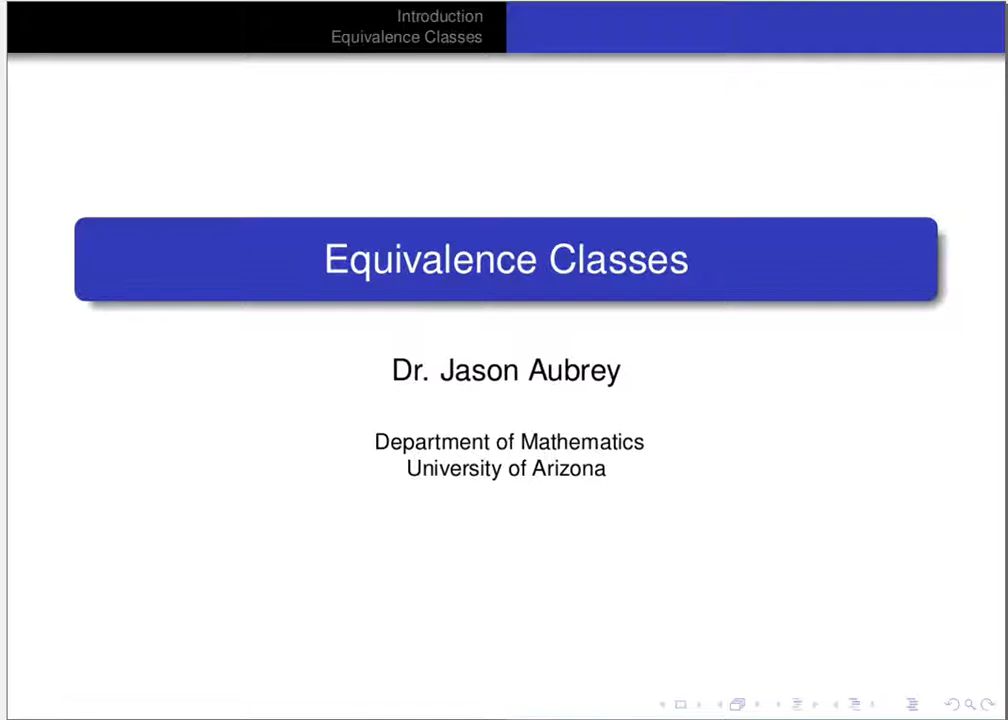 Introduction
Equivalence Classes
Equivalence Classes
Dr. Jason Aubrey
Department of Mathematics
University of Arizona